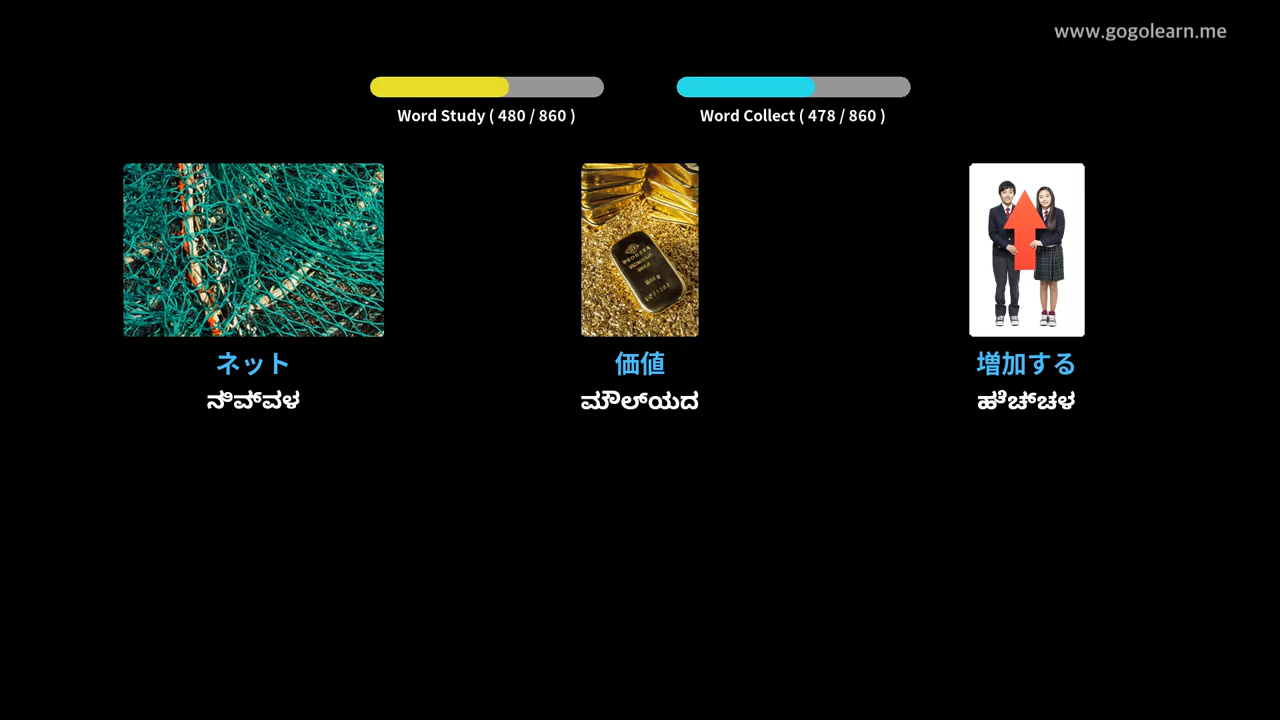 www.gogolearn.me
Word Study ( 480 / 860 )
Word Collect ( 478 / 860 )
ネット
価値
増加する
ನಿವ್ವಳ
ಮೌಲ್ಯದ
ಹೆಚ್ಚಳ